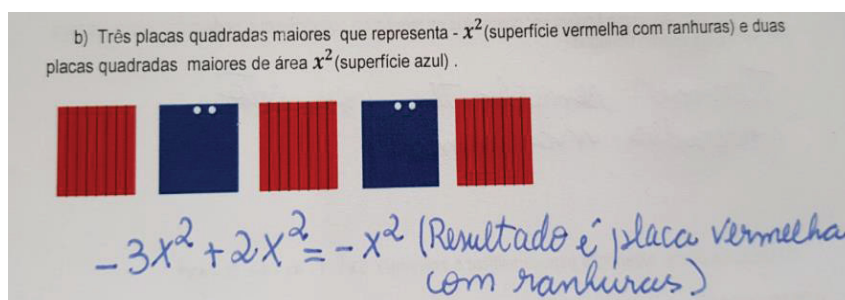 b) Três placas quadradas maiores que representa - x² (superfície vermelha com ranhuras) e duas
placas quadradas maiores de área x² (superfície azul) .
- 3x² + 2x² = - x² (Resultado é placa vermelha
com ranhuras)